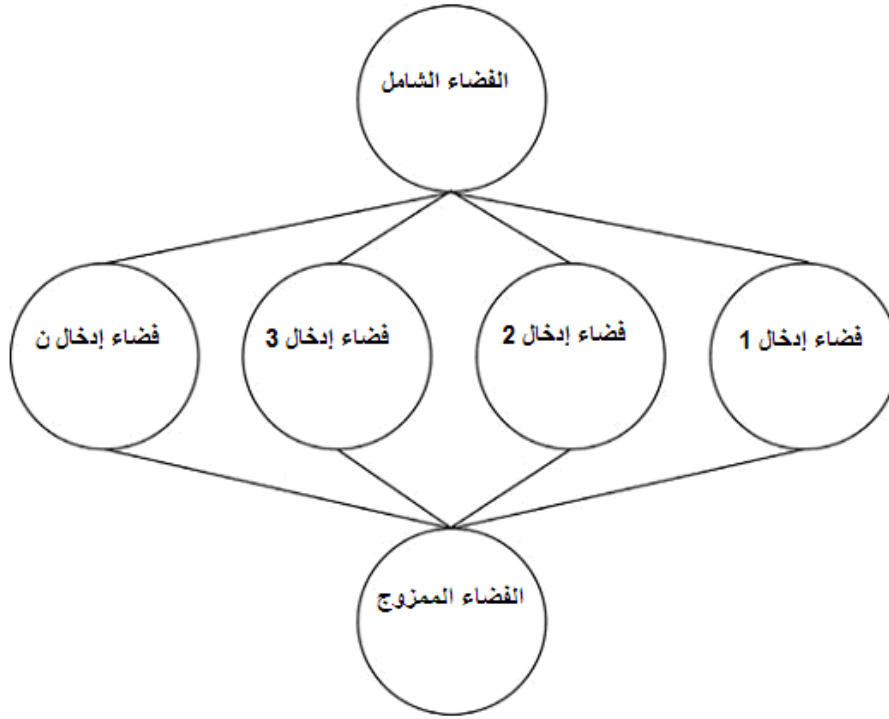 الفضاء الشامل
فضاء إدخال 1
فضاء إدخال 2
فضاء إدخال 3
فضاء إدخال ن
الفضاء الممزوج